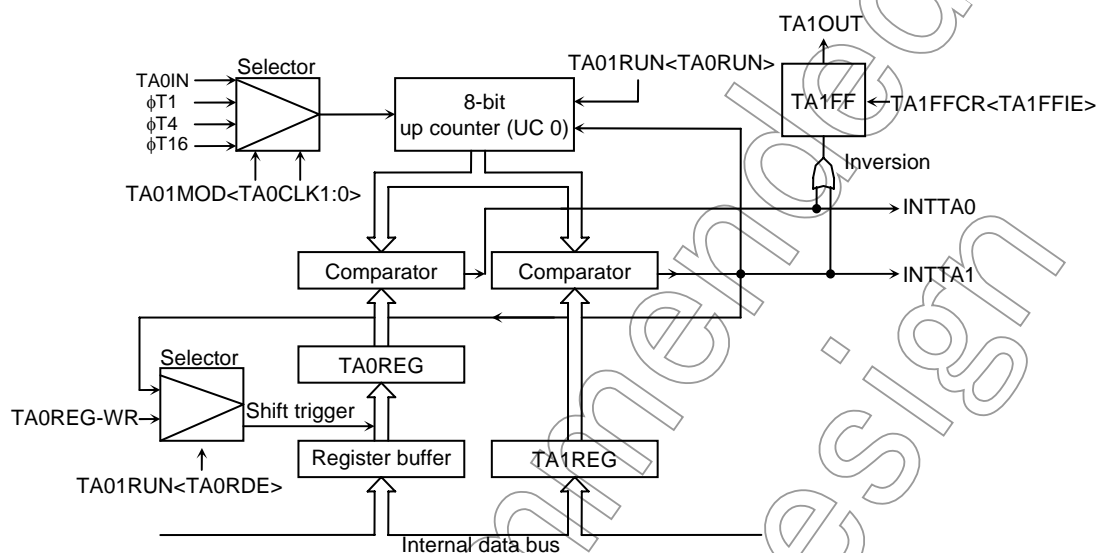 TA1OUT
TA01RUN<TA0RUN>
Selector
TA0IN
ϕT1
ϕT4
ϕT16
8-bit
up counter (UC 0)
TA1FF
TA1FFCR<TA1FFIE>
Inversion
TA01MOD<TA0CLK1:0>
INTTA0
Comparator
Comparator
INTTA1
Selector
TA0REG
TA0REG-WR
Shift trigger
Register buffer
TA1REG
TA01RUN<TA0RDE>
Internal data bus